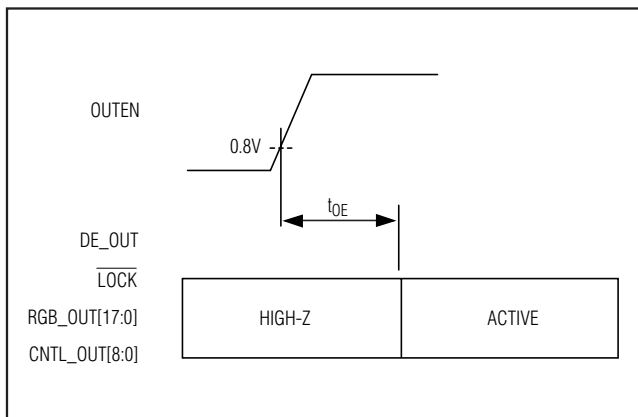 OUTEN
0.8V
tOE
DE_OUT
LOCK
RGB_OUT[17:0]
HIGH-Z
ACTIVE
CNTL_OUT[8:0]